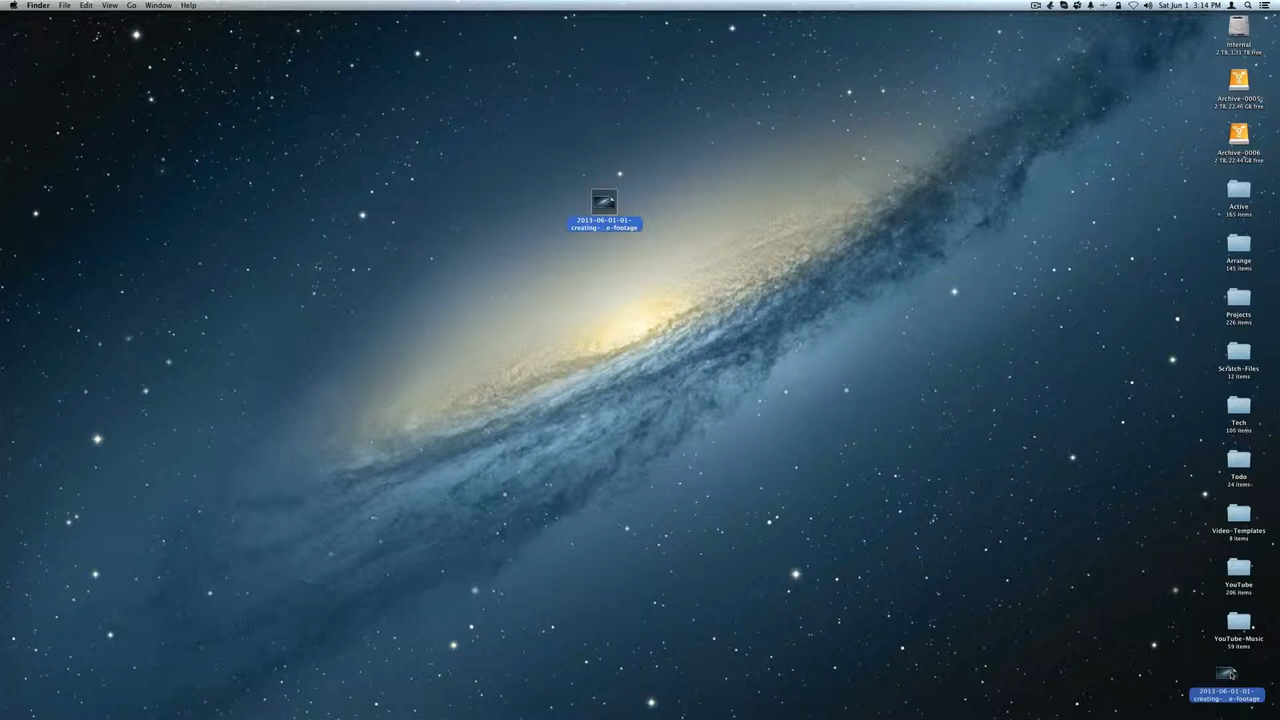 Finder File Edit View Go Window Help
Sat Jun 1 3:14 PM
Internal
2 TB, 1.31 TB free
Archive-0005
2 TB, 22.46 GB free
Archive-0006
2 TB, 22.44 GB free
Active
165 items
2013-06-01-01-
creating-...e-footage
Arrange
145 items
Projects
226 items
Scratch-Files
12 items
Tech
100 items
Todo
24 items
Video-Templates
8 items
YouTube
206 items
YouTube-Music
59 items
2013-06-01-01-
creating-...e-footage